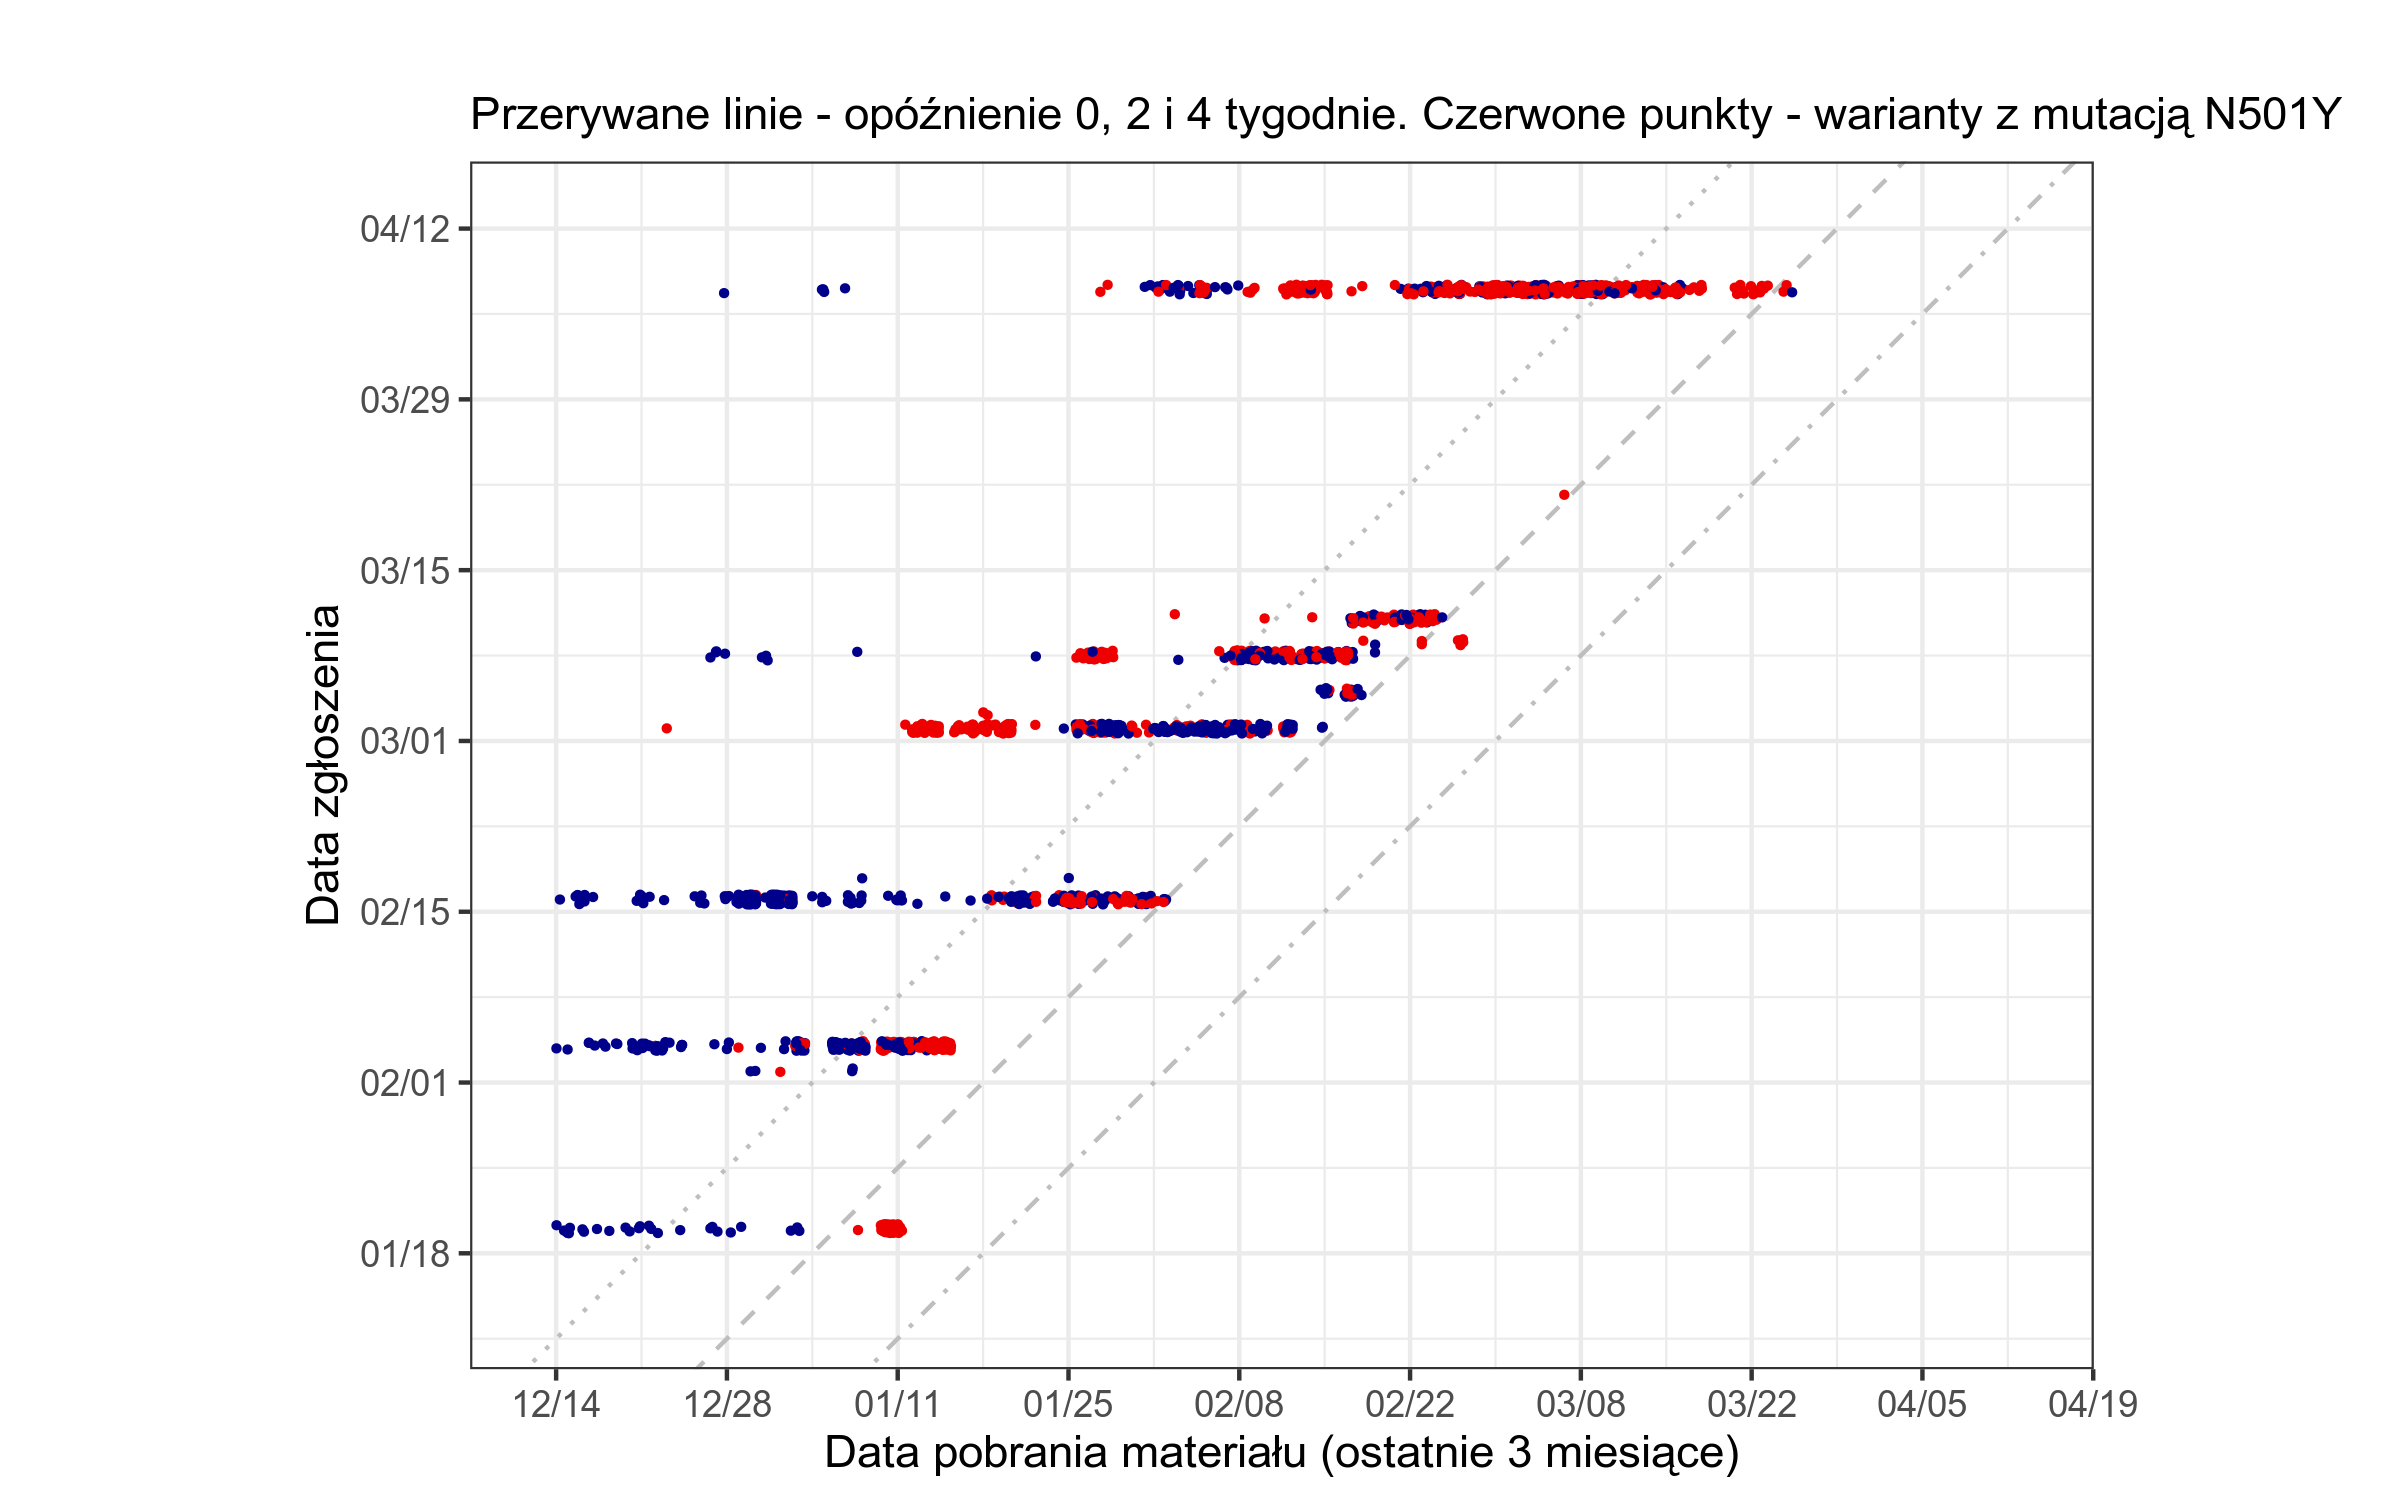 Przerywane linie - opóźnienie 0, 2 i 4 tygodnie. Czerwone punkty - warianty z mutacją N501Y
04/12
03/29
03/15
03/01
02/15
02/01
01/18
Data zgłoszenia
12/14 12/28 01/11 01/25 02/08 02/22 03/08 03/22 04/05 04/19
Data pobrania materiału (ostatnie 3 miesiące)